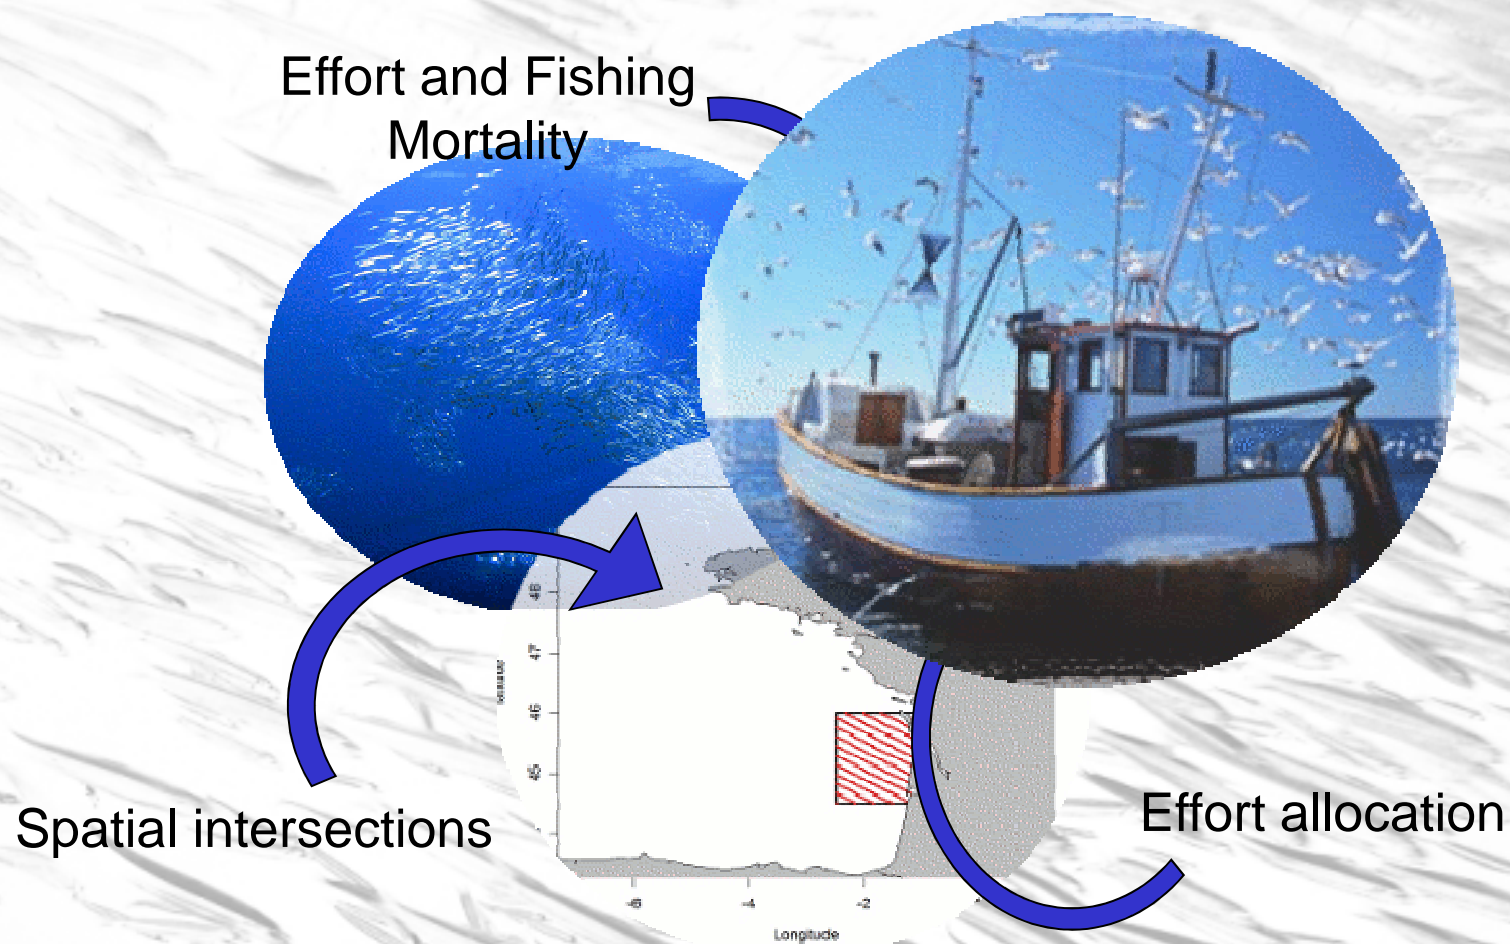 Effort and Fishing
Mortality
48
47
46
45
Spatial intersections
Effort allocation
-6
-4
-2
Longitude